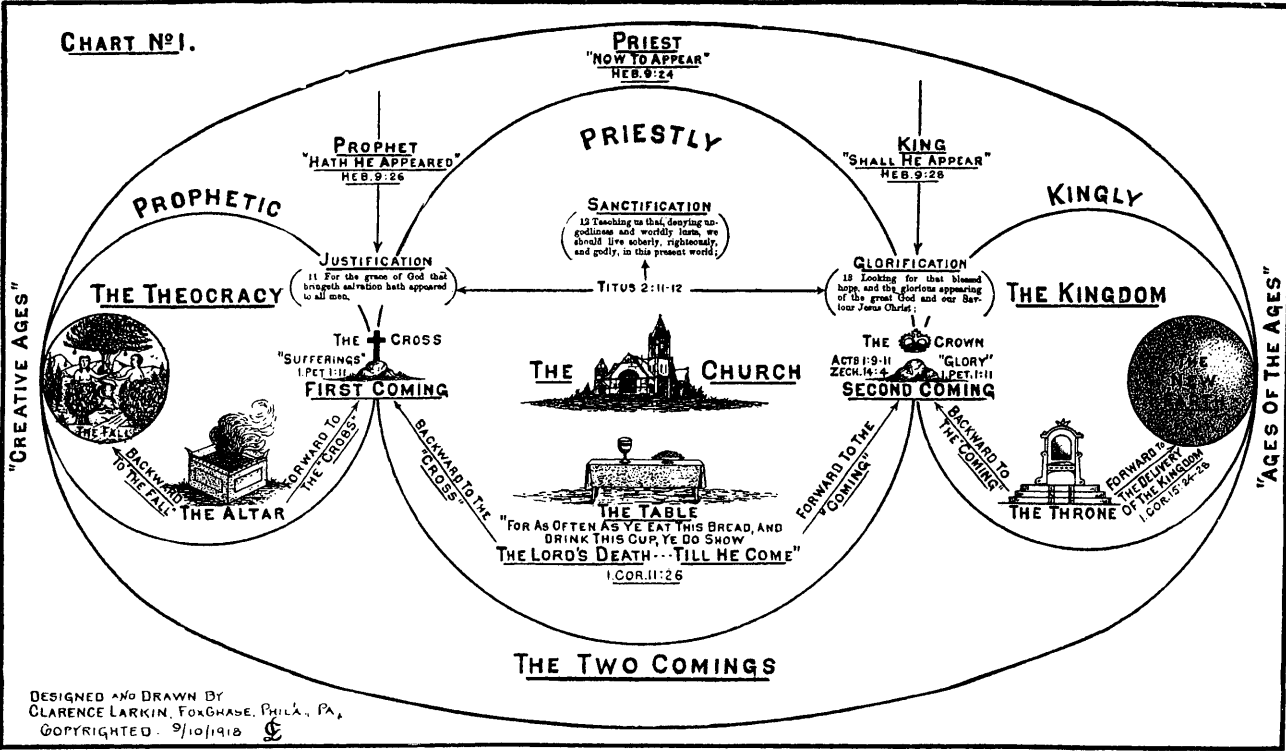 CHART Nº 1.
PRIEST
"NOW TO APPEAR"
HEB. 9:24
PROPHET
"HATH HE APPEARED"
HEB. 9:26
PRIESTLY
KING
"SHALL HE APPEAR"
HEB. 9:28
PROPHETIC
KINGLY
SANCTIFICATION
12 Teaching us that, denying un-
godliness and worldly lusts, we
should live soberly, righteously,
and godly, in this present world;
JUSTIFICATION
11 For the grace of God that
bringeth salvation hath appeared
to all men,
GLORIFICATION
13 Looking for that blessed
hope, and the glorious appearing
of the great God and our Sav-
iour Jesus Christ;
TITUS 2:11-12
"CREATIVE AGES"
THE THEOCRACY
THE KINGDOM
"AGES OF THE AGES"
THE CROSS
"SUFFERINGS"
1. PET 1:11
FIRST COMING
THE CHURCH
THE CROWN
ACTS 1:9-11
ZECH. 14:4
"GLORY"
1. PET. 1:11
SECOND COMING
THE FALL
THE
NEW
EARTH
BACKWARD
TO THE FALL"
THE ALTAR
FORWARD TO
THE "CROSS"
BACKWARD TO THE
"CROSS"
THE TABLE
"FOR AS OFTEN AS YE EAT THIS BREAD, AND
DRINK THIS CUP, YE DO SHOW
THE LORD'S DEATH---TILL HE COME"
1. COR. 11:26
FORWARD TO THE
"COMING"
BACKWARD TO
THE "COMING"
THE THRONE
FORWARD TO
THE DELIVERY
OF THE KINGDOM
1. COR. 15:24-28
THE TWO COMINGS
DESIGNED AND DRAWN BY
CLARENCE LARKIN, FOXCHASE, PHILA., PA,
COPYRIGHTED. 9/10/1918